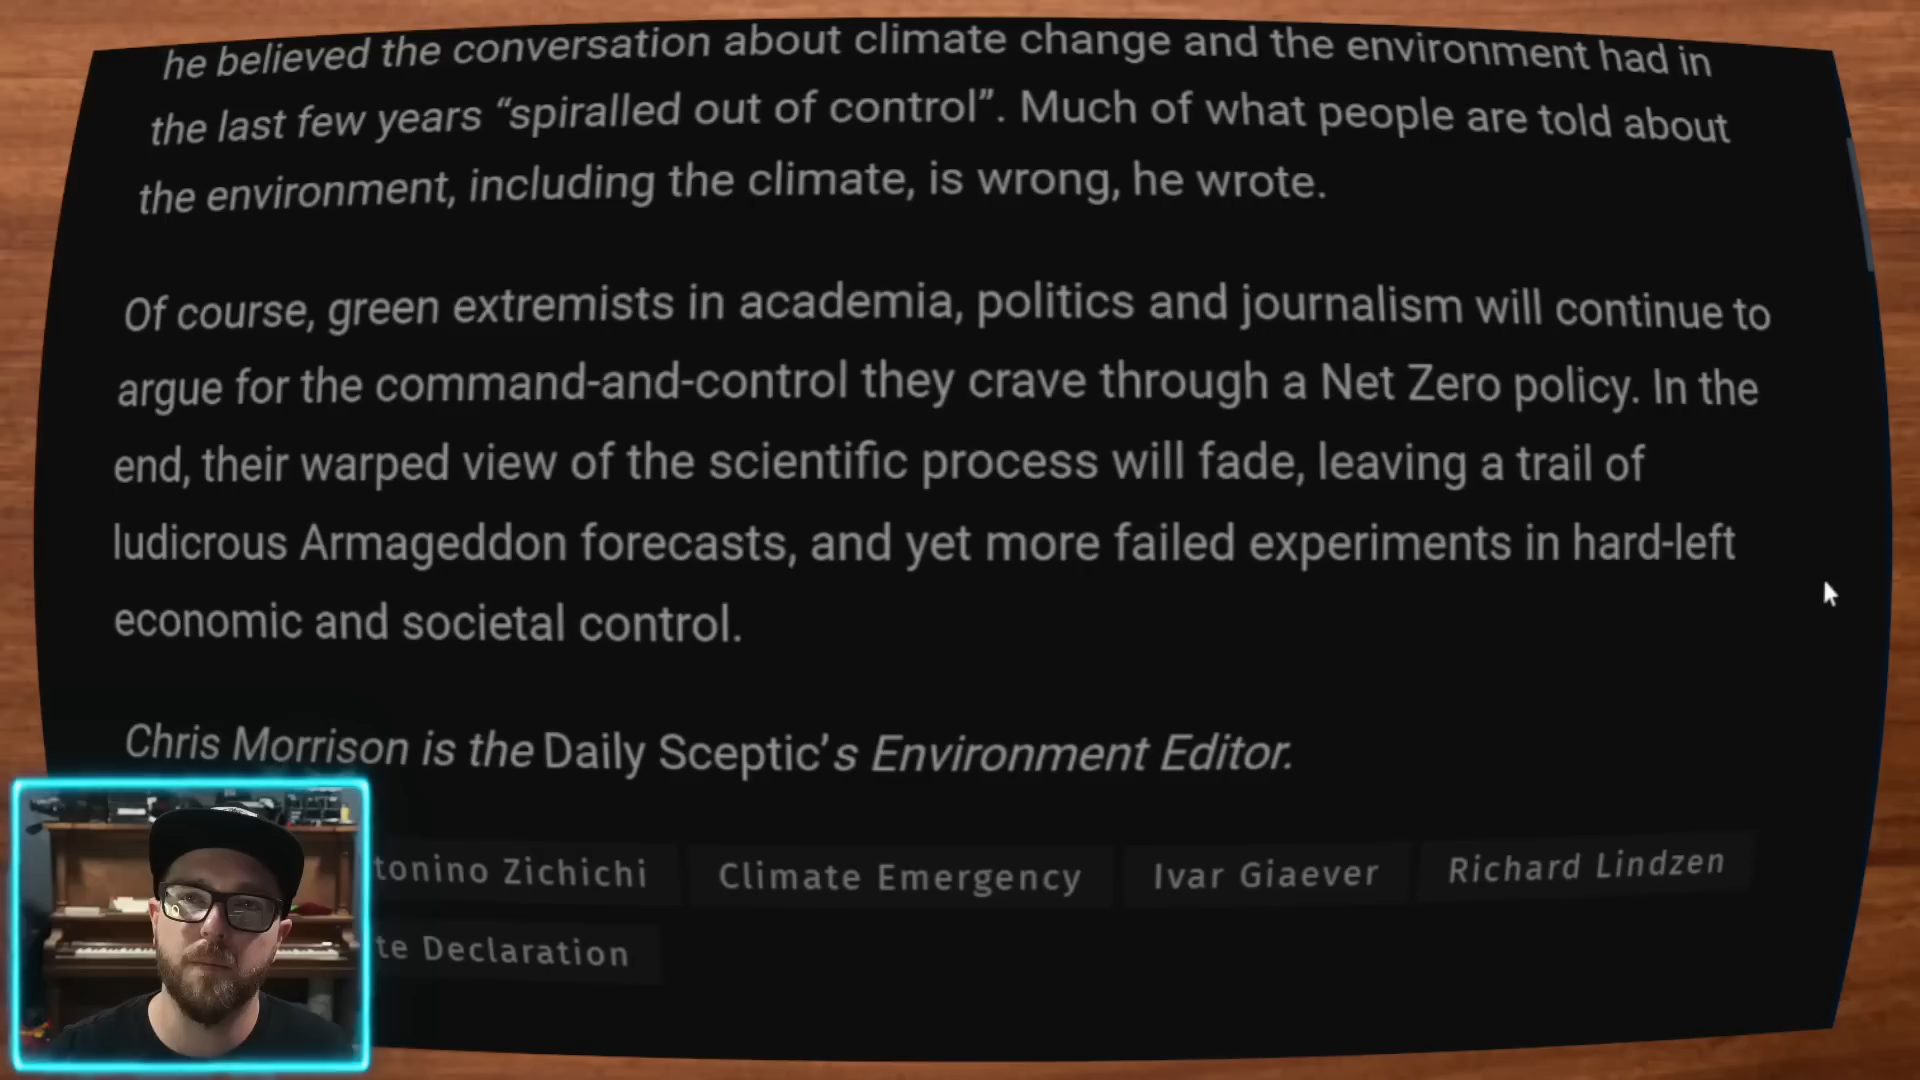 he believed the conversation about climate change and the environment had in
the last few years “spiralled out of control”. Much of what people are told about
the environment, including the climate, is wrong, he wrote.
Of course, green extremists in academia, politics and journalism will continue to
argue for the command-and-control they crave through a Net Zero policy. In the
end, their warped view of the scientific process will fade, leaving a trail of
ludicrous Armageddon forecasts, and yet more failed experiments in hard-left
economic and societal control.
Chris Morrison is the Daily Sceptic’s Environment Editor.
tonino Zichichi Climate Emergency Ivar Giaever Richard Lindzen
te Declaration